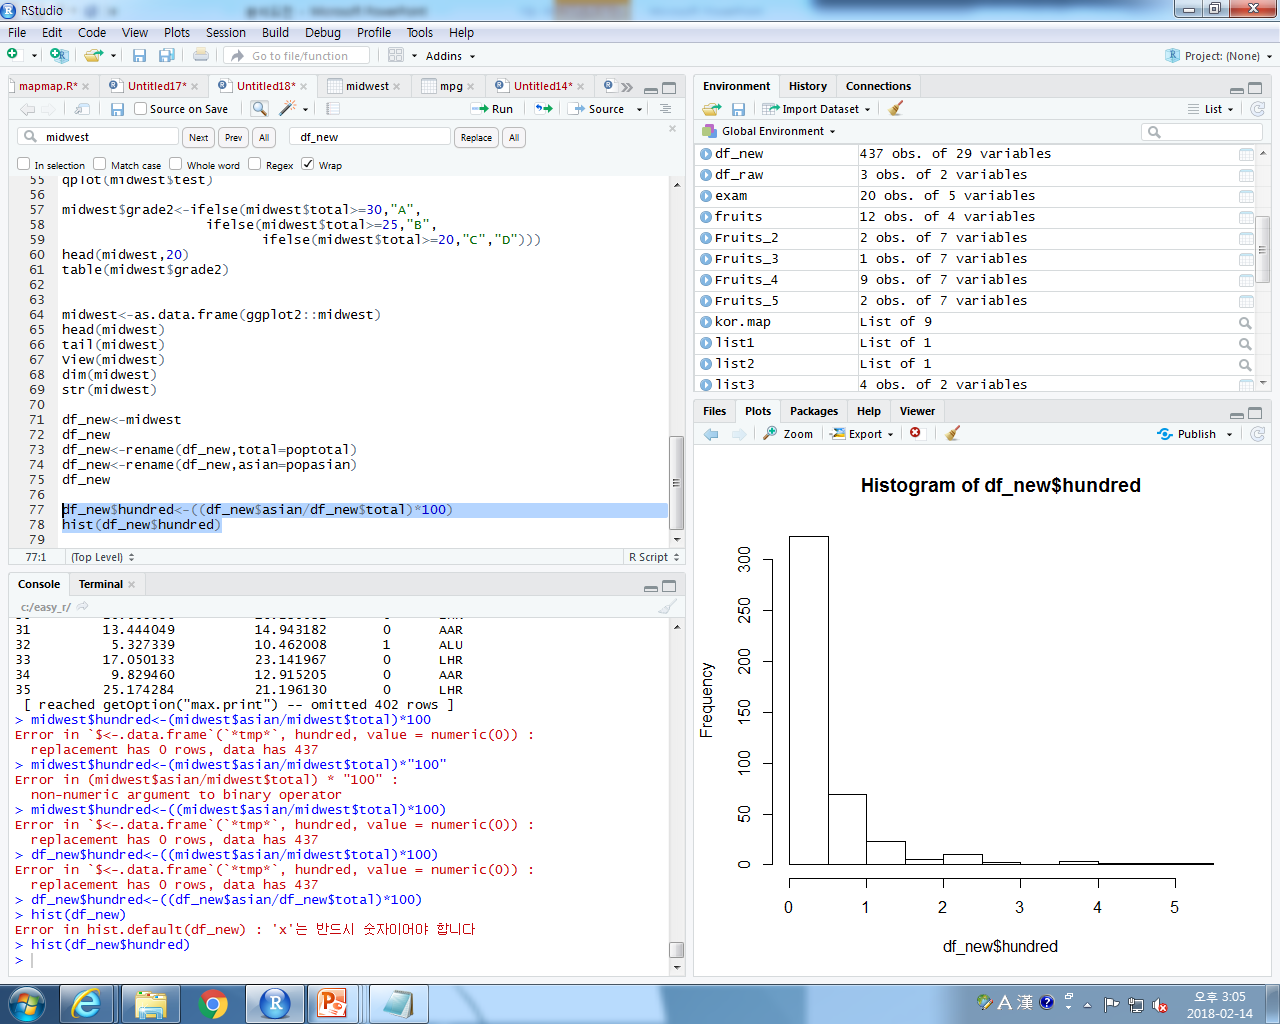 RStudio
File Edit Code View Plots Session Build Debug Profile Tools Help
Go to file/function
Addins
Project: (None)
mapmap.R*
Untitled17*
Untitled18*
midwest
mpg
Untitled14*
Source on Save
Run
Source
midwest
Next
Prev
All
df_new
Replace
All
In selection
Match case
Whole word
Regex
Wrap
55 qplot(midwest$test)
56
57 midwest$grade2<-ifelse(midwest$total>=30,"A",
58 ifelse(midwest$total>=25,"B",
59 ifelse(midwest$total>=20,"C","D")))
60 head(midwest,20)
61 table(midwest$grade2)
62
63
64 midwest<-as.data.frame(ggplot2::midwest)
65 head(midwest)
66 tail(midwest)
67 View(midwest)
68 dim(midwest)
69 str(midwest)
70
71 df_new<-midwest
72 df_new
73 df_new<-rename(df_new,total=poptotal)
74 df_new<-rename(df_new,asian=popasian)
75 df_new
76
77 df_new$hundred<-((df_new$asian/df_new$total)*100)
78 hist(df_new$hundred)
79
77:1
(Top Level)
R Script
Console
Terminal
c:/easy_r/
31 13.444049 14.943182 0 AAR
32 5.327339 10.462008 1 ALU
33 17.050133 23.141967 0 LHR
34 9.829460 12.915205 0 AAR
35 25.174284 21.196130 0 LHR
[ reached getOption("max.print") -- omitted 402 rows ]
> midwest$hundred<-(midwest$asian/midwest$total)*100
Error in `$<-.data.frame`(`*tmp*`, hundred, value = numeric(0)) :
replacement has 0 rows, data has 437
> midwest$hundred<-(midwest$asian/midwest$total)*"100"
Error in (midwest$asian/midwest$total) * "100" :
non-numeric argument to binary operator
> midwest$hundred<-((midwest$asian/midwest$total)*100)
Error in `$<-.data.frame`(`*tmp*`, hundred, value = numeric(0)) :
replacement has 0 rows, data has 437
> df_new$hundred<-((midwest$asian/midwest$total)*100)
Error in `$<-.data.frame`(`*tmp*`, hundred, value = numeric(0)) :
replacement has 0 rows, data has 437
> df_new$hundred<-((df_new$asian/df_new$total)*100)
> hist(df_new)
Error in hist.default(df_new) : 'x'는 반드시 숫자이어야 합니다
> hist(df_new$hundred)
>
Environment
History
Connections
Import Dataset
List
Global Environment
df_new 437 obs. of 29 variables
df_raw 3 obs. of 2 variables
exam 20 obs. of 5 variables
fruits 12 obs. of 4 variables
Fruits_2 2 obs. of 7 variables
Fruits_3 1 obs. of 7 variables
Fruits_4 9 obs. of 7 variables
Fruits_5 2 obs. of 7 variables
kor.map List of 9
list1 List of 1
list2 List of 1
list3 4 obs. of 2 variables
Files
Plots
Packages
Help
Viewer
Zoom
Export
Publish
Histogram of df_new$hundred
Frequency
0 50 100 150 200 250 300
0 1 2 3 4 5
df_new$hundred
A 漢
오후 3:05
2018-02-14